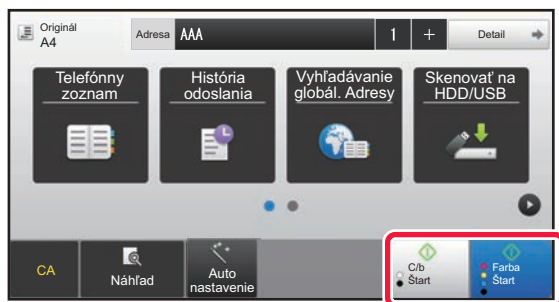 Originál
A4
Adresa AAA 1 + Detail
Telefónny
zoznam
História
odoslania
Vyhľadávanie
globál. Adresy
Skenovať na
HDD/USB
CA
Náhľad
Auto
nastavenie
C/b
Štart
Farba
Štart